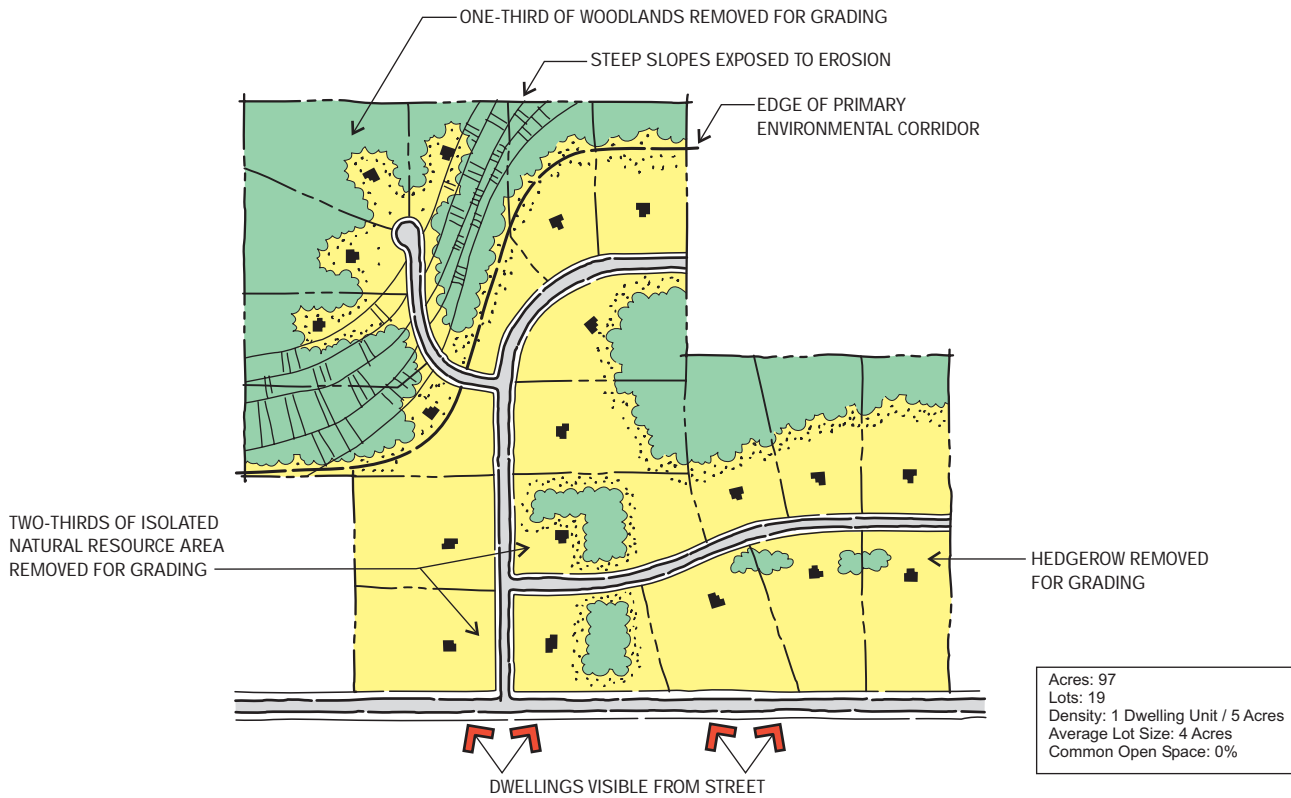 ONE-THIRD OF WOODLANDS REMOVED FOR GRADING
STEEP SLOPES EXPOSED TO EROSION
EDGE OF PRIMARY
ENVIRONMENTAL CORRIDOR
TWO-THIRDS OF ISOLATED
NATURAL RESOURCE AREA
REMOVED FOR GRADING
HEDGEROW REMOVED
FOR GRADING
Acres: 97
Lots: 19
Density: 1 Dwelling Unit / 5 Acres
Average Lot Size: 4 Acres
Common Open Space: 0%
DWELLINGS VISIBLE FROM STREET